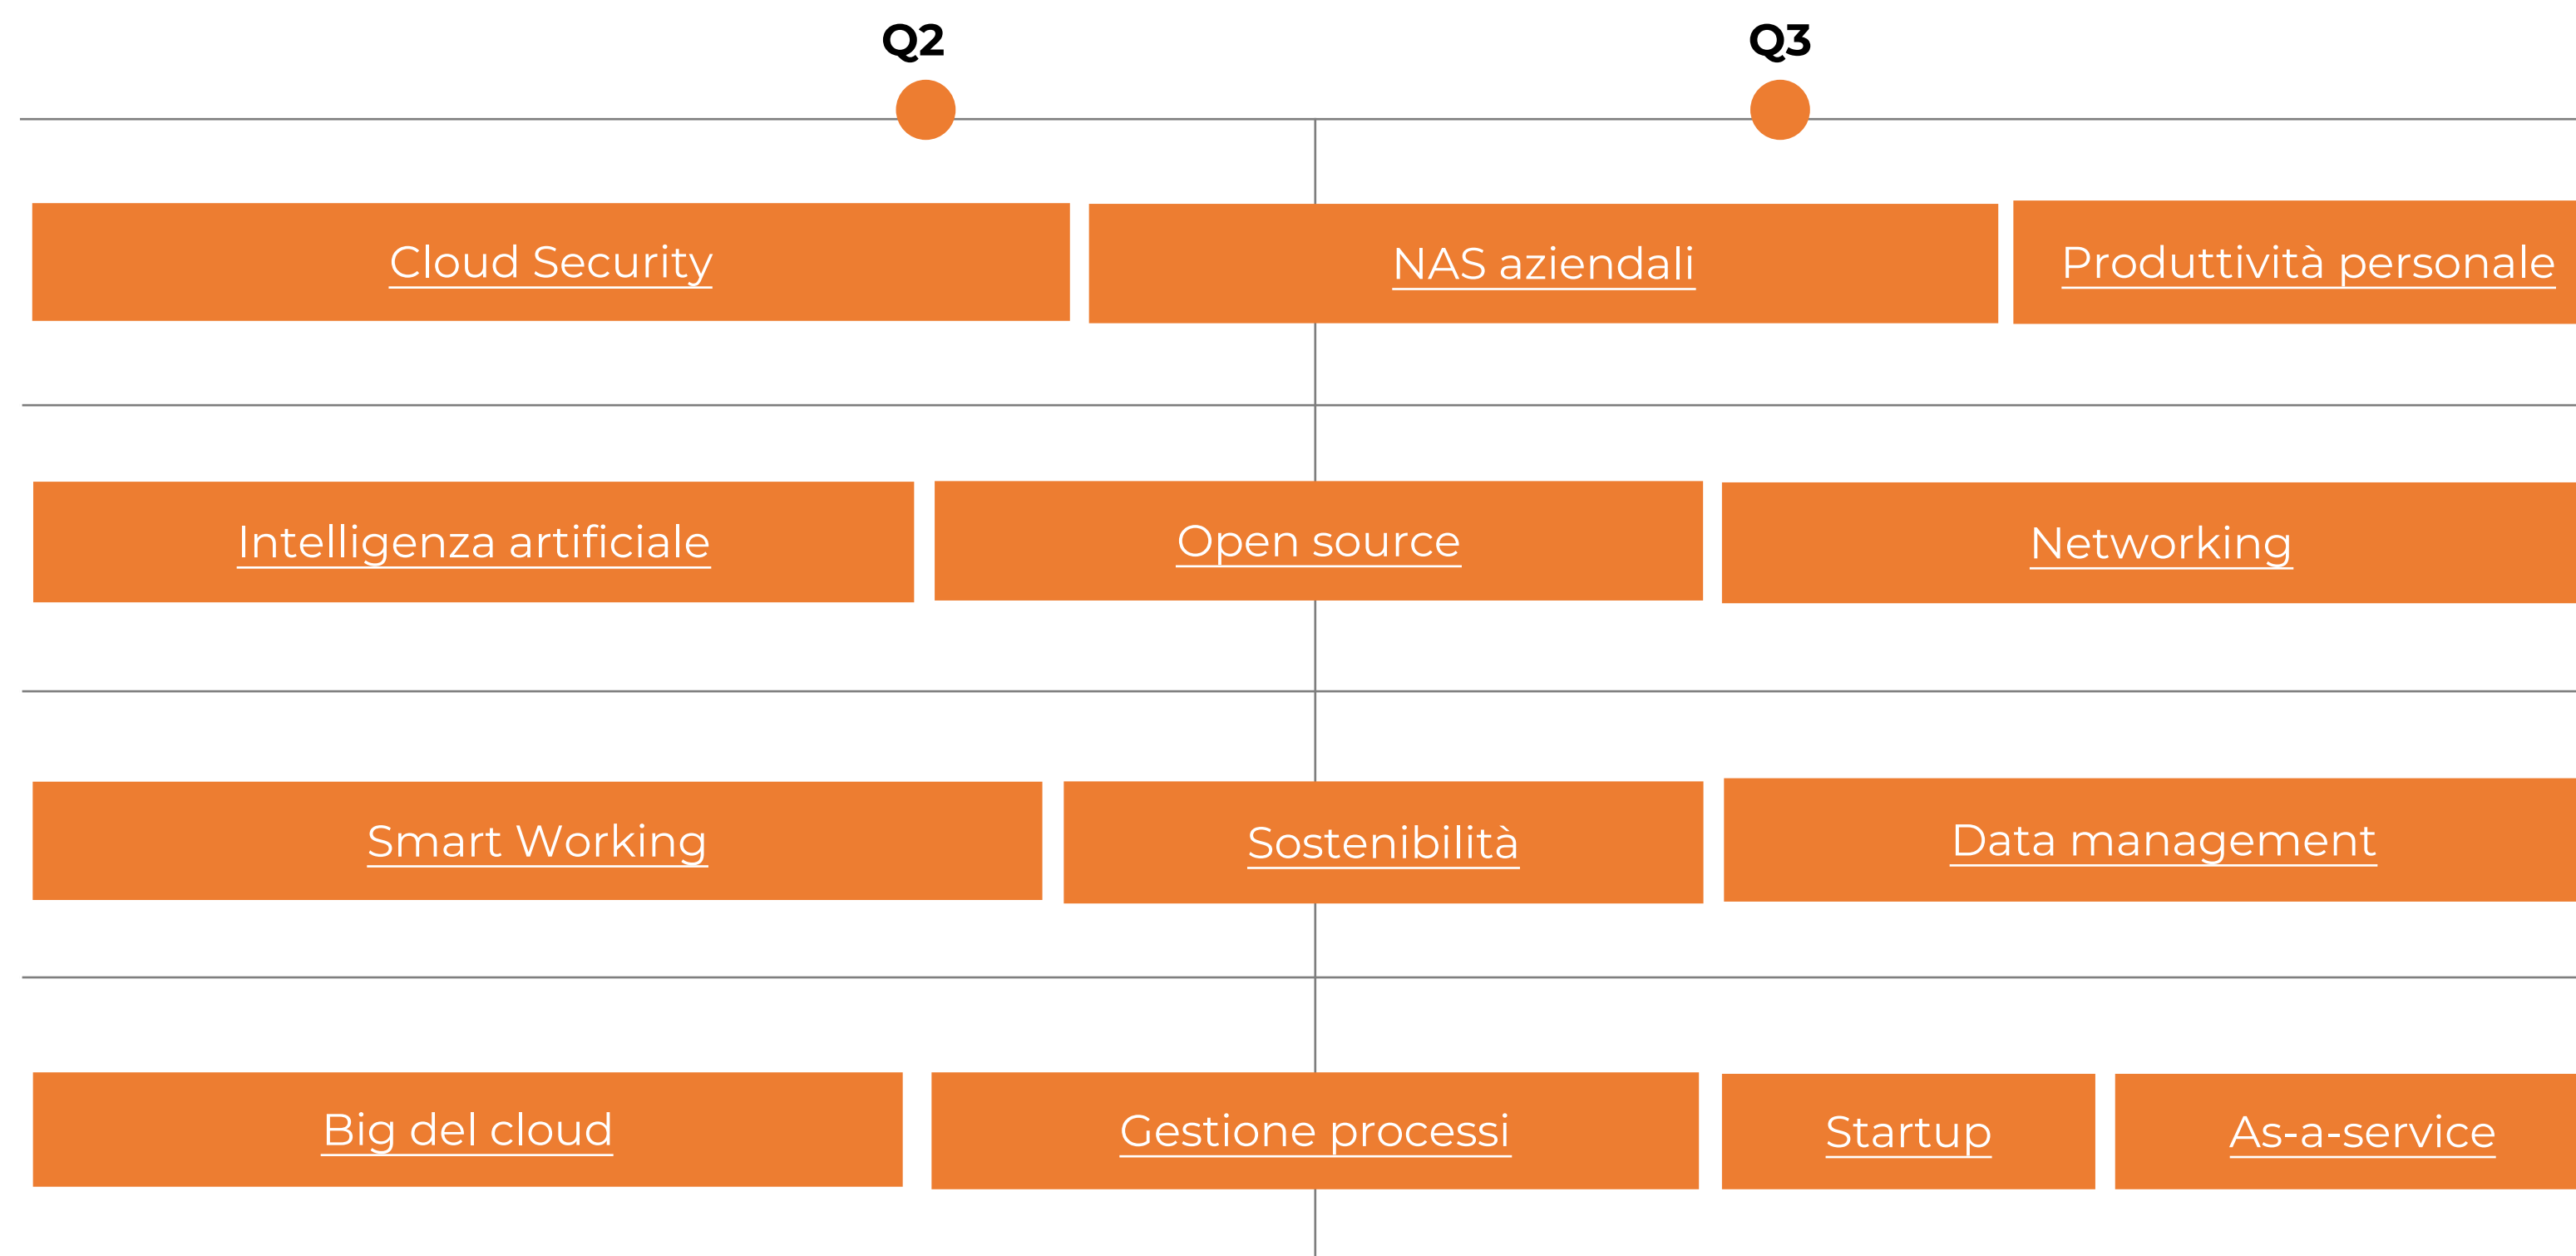 Q2
Q3
Cloud Security
NAS aziendali
Produttività personale
Intelligenza artificiale
Open source
Networking
Smart Working
Sostenibilità
Data management
Big del cloud
Gestione processi
Startup
As-a-service